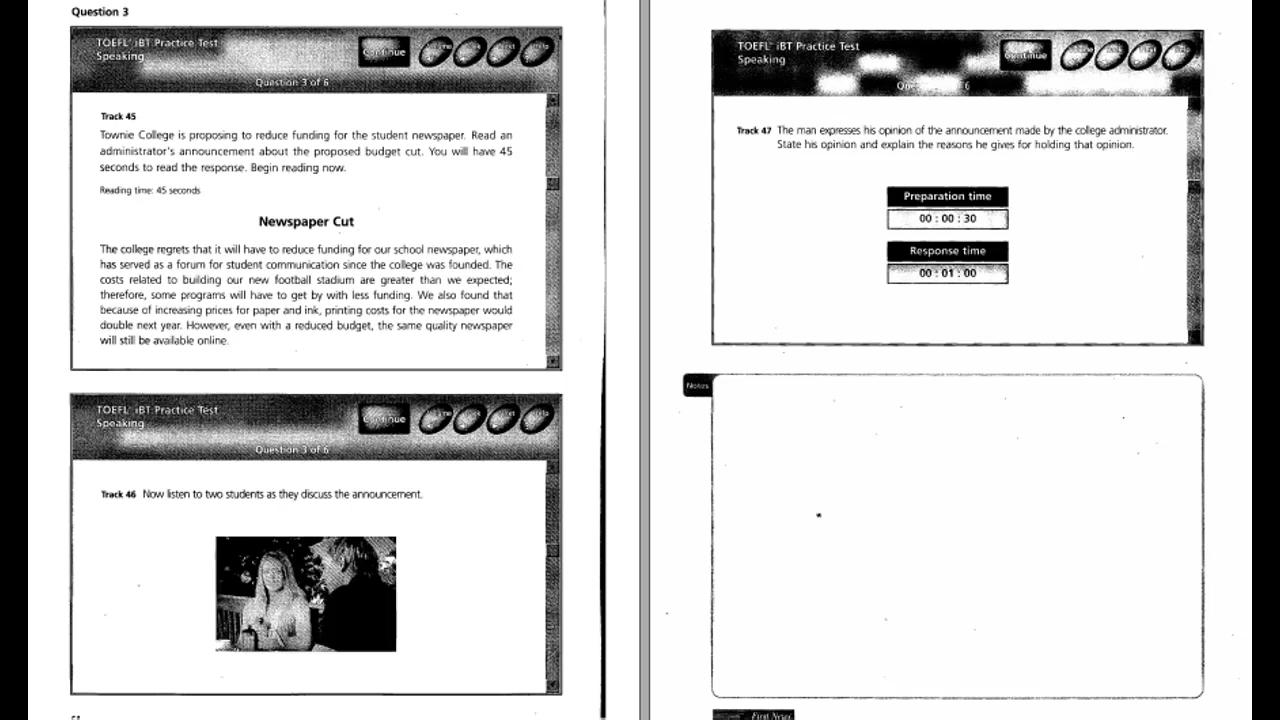 Question 3
TOEFL iBT Practice Test
Speaking
Continue
Question 3 of 6
Track 45
Townie College is proposing to reduce funding for the student newspaper. Read an
administrator's announcement about the proposed budget cut. You will have 45
seconds to read the response. Begin reading now.
Reading time: 45 seconds
Newspaper Cut
The college regrets that it will have to reduce funding for our school newspaper, which
has served as a forum for student communication since the college was founded. The
costs related to building our new football stadium are greater than we expected;
therefore, some programs will have to get by with less funding. We also found that
because of increasing prices for paper and ink, printing costs for the newspaper would
double next year. However, even with a reduced budget, the same quality newspaper
will still be available online.
TOEFL iBT Practice Test
Speaking
Continue
Question 3 of 6
Track 46 Now listen to two students as they discuss the announcement.
TOEFL iBT Practice Test
Speaking
Continue
6
Track 47 The man expresses his opinion of the announcement made by the college administrator.
State his opinion and explain the reasons he gives for holding that opinion.
Preparation time
00 : 00 : 30
Response time
00 : 01 : 00
Notes